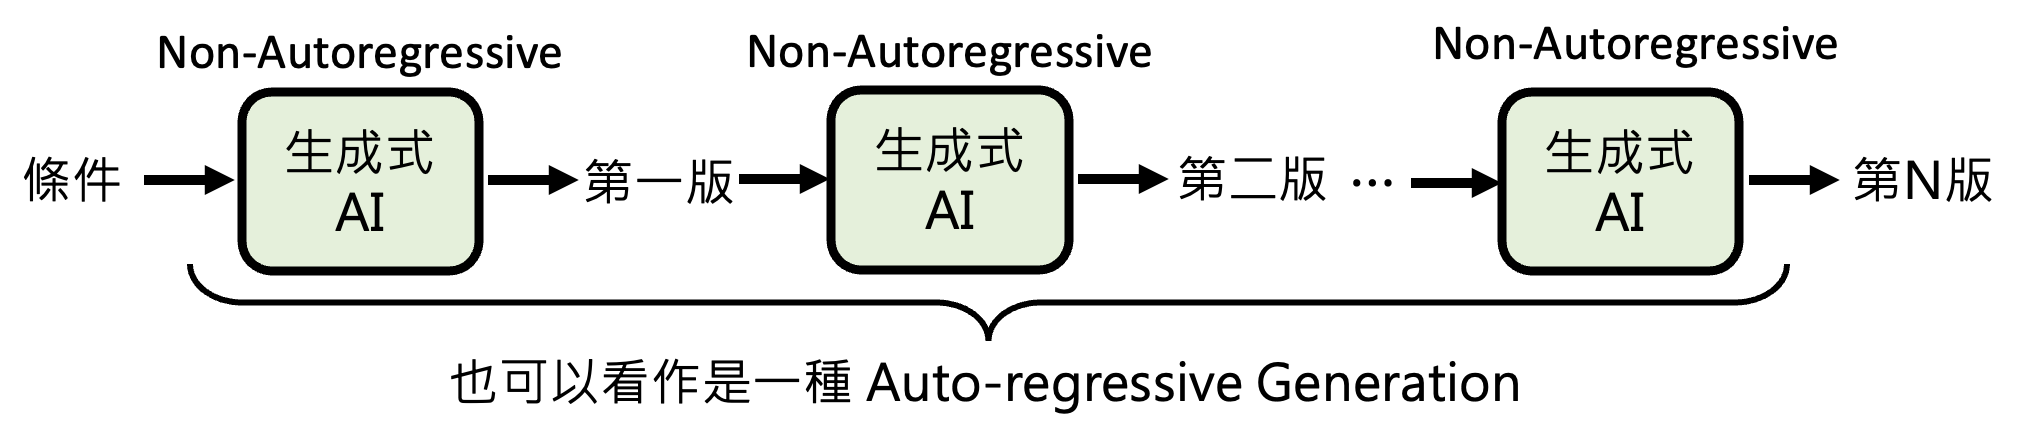 Non-Autoregressive Non-Autoregressive Non-Autoregressive
條件 生成式 AI 第一版 生成式 AI 第二版 … 生成式 AI 第N版
也可以看作是一種 Auto-regressive Generation